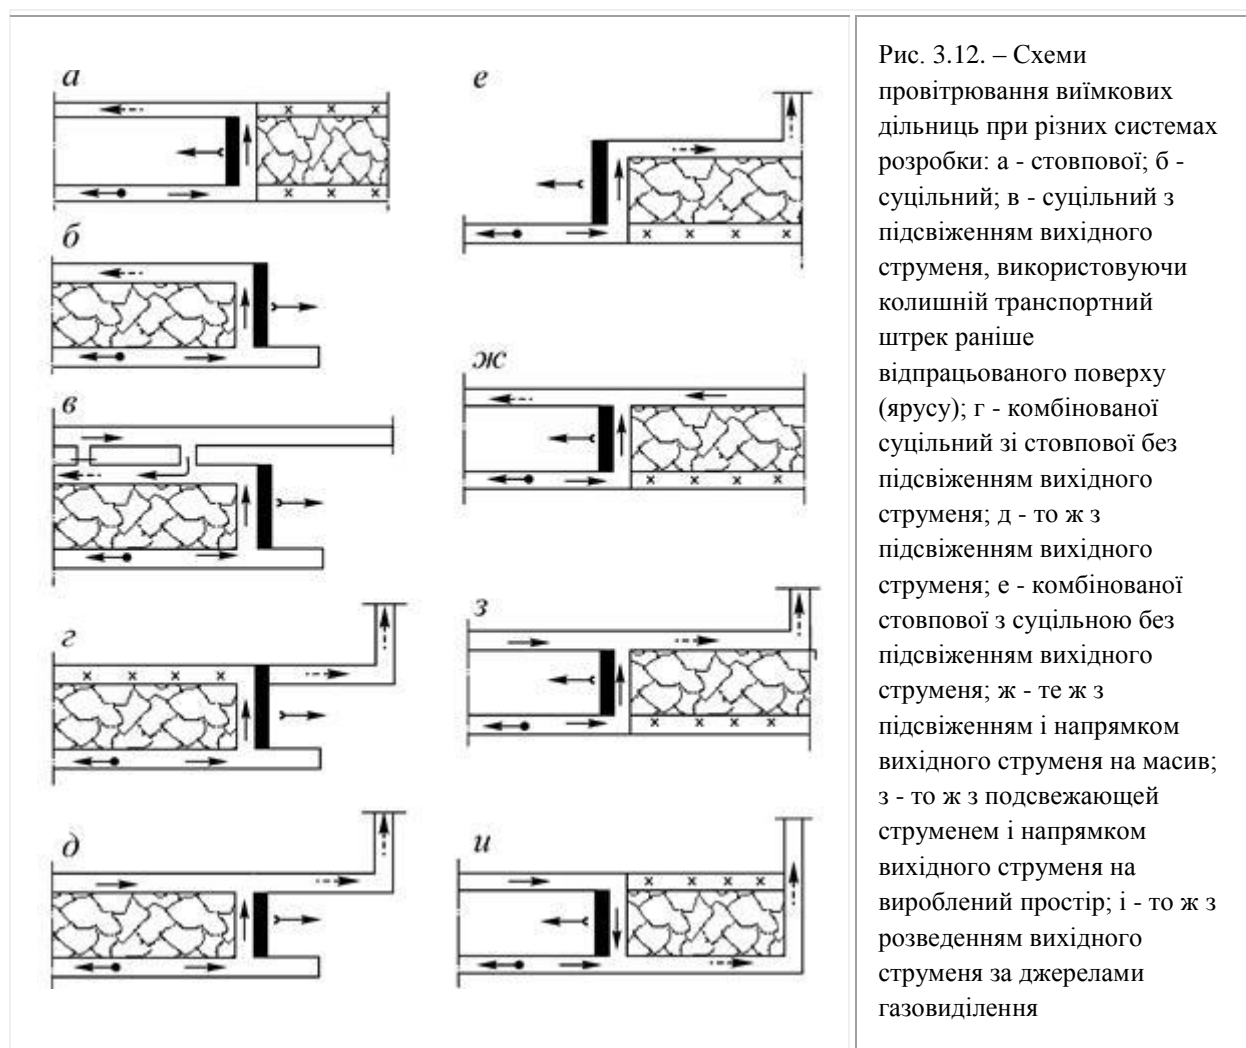 а
б
в
г
д
е
ж
з
и
Рис. 3.12. – Схеми
провітрювання виїмкових
дільниць при різних системах
розробки: а - стовпової; б -
суцільний; в - суцільний з
підсвіженням вихідного
струменя, використовуючи
колишній транспортний
штрек раніше
відпрацьованого поверху
(ярусу); г - комбінованої
суцільний зі стовпової без
підсвіженням вихідного
струменя; д - то ж з
підсвіженням вихідного
струменя; е - комбінованої
стовпової з суцільною без
підсвіженням вихідного
струменя; ж - те ж з
підсвіженням і напрямком
вихідного струменя на масив;
з - то ж з подсвежающей
струменем і напрямком
вихідного струменя на
вироблений простір; і - то ж з
розведенням вихідного
струменя за джерелами
газовиділення